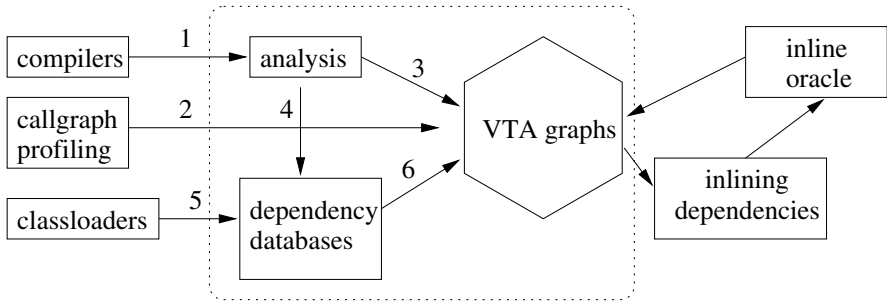 compilers
1
analysis
3
callgraph
profiling
2
4
VTA graphs
inline
oracle
classloaders
5
dependency
databases
6
inlining
dependencies